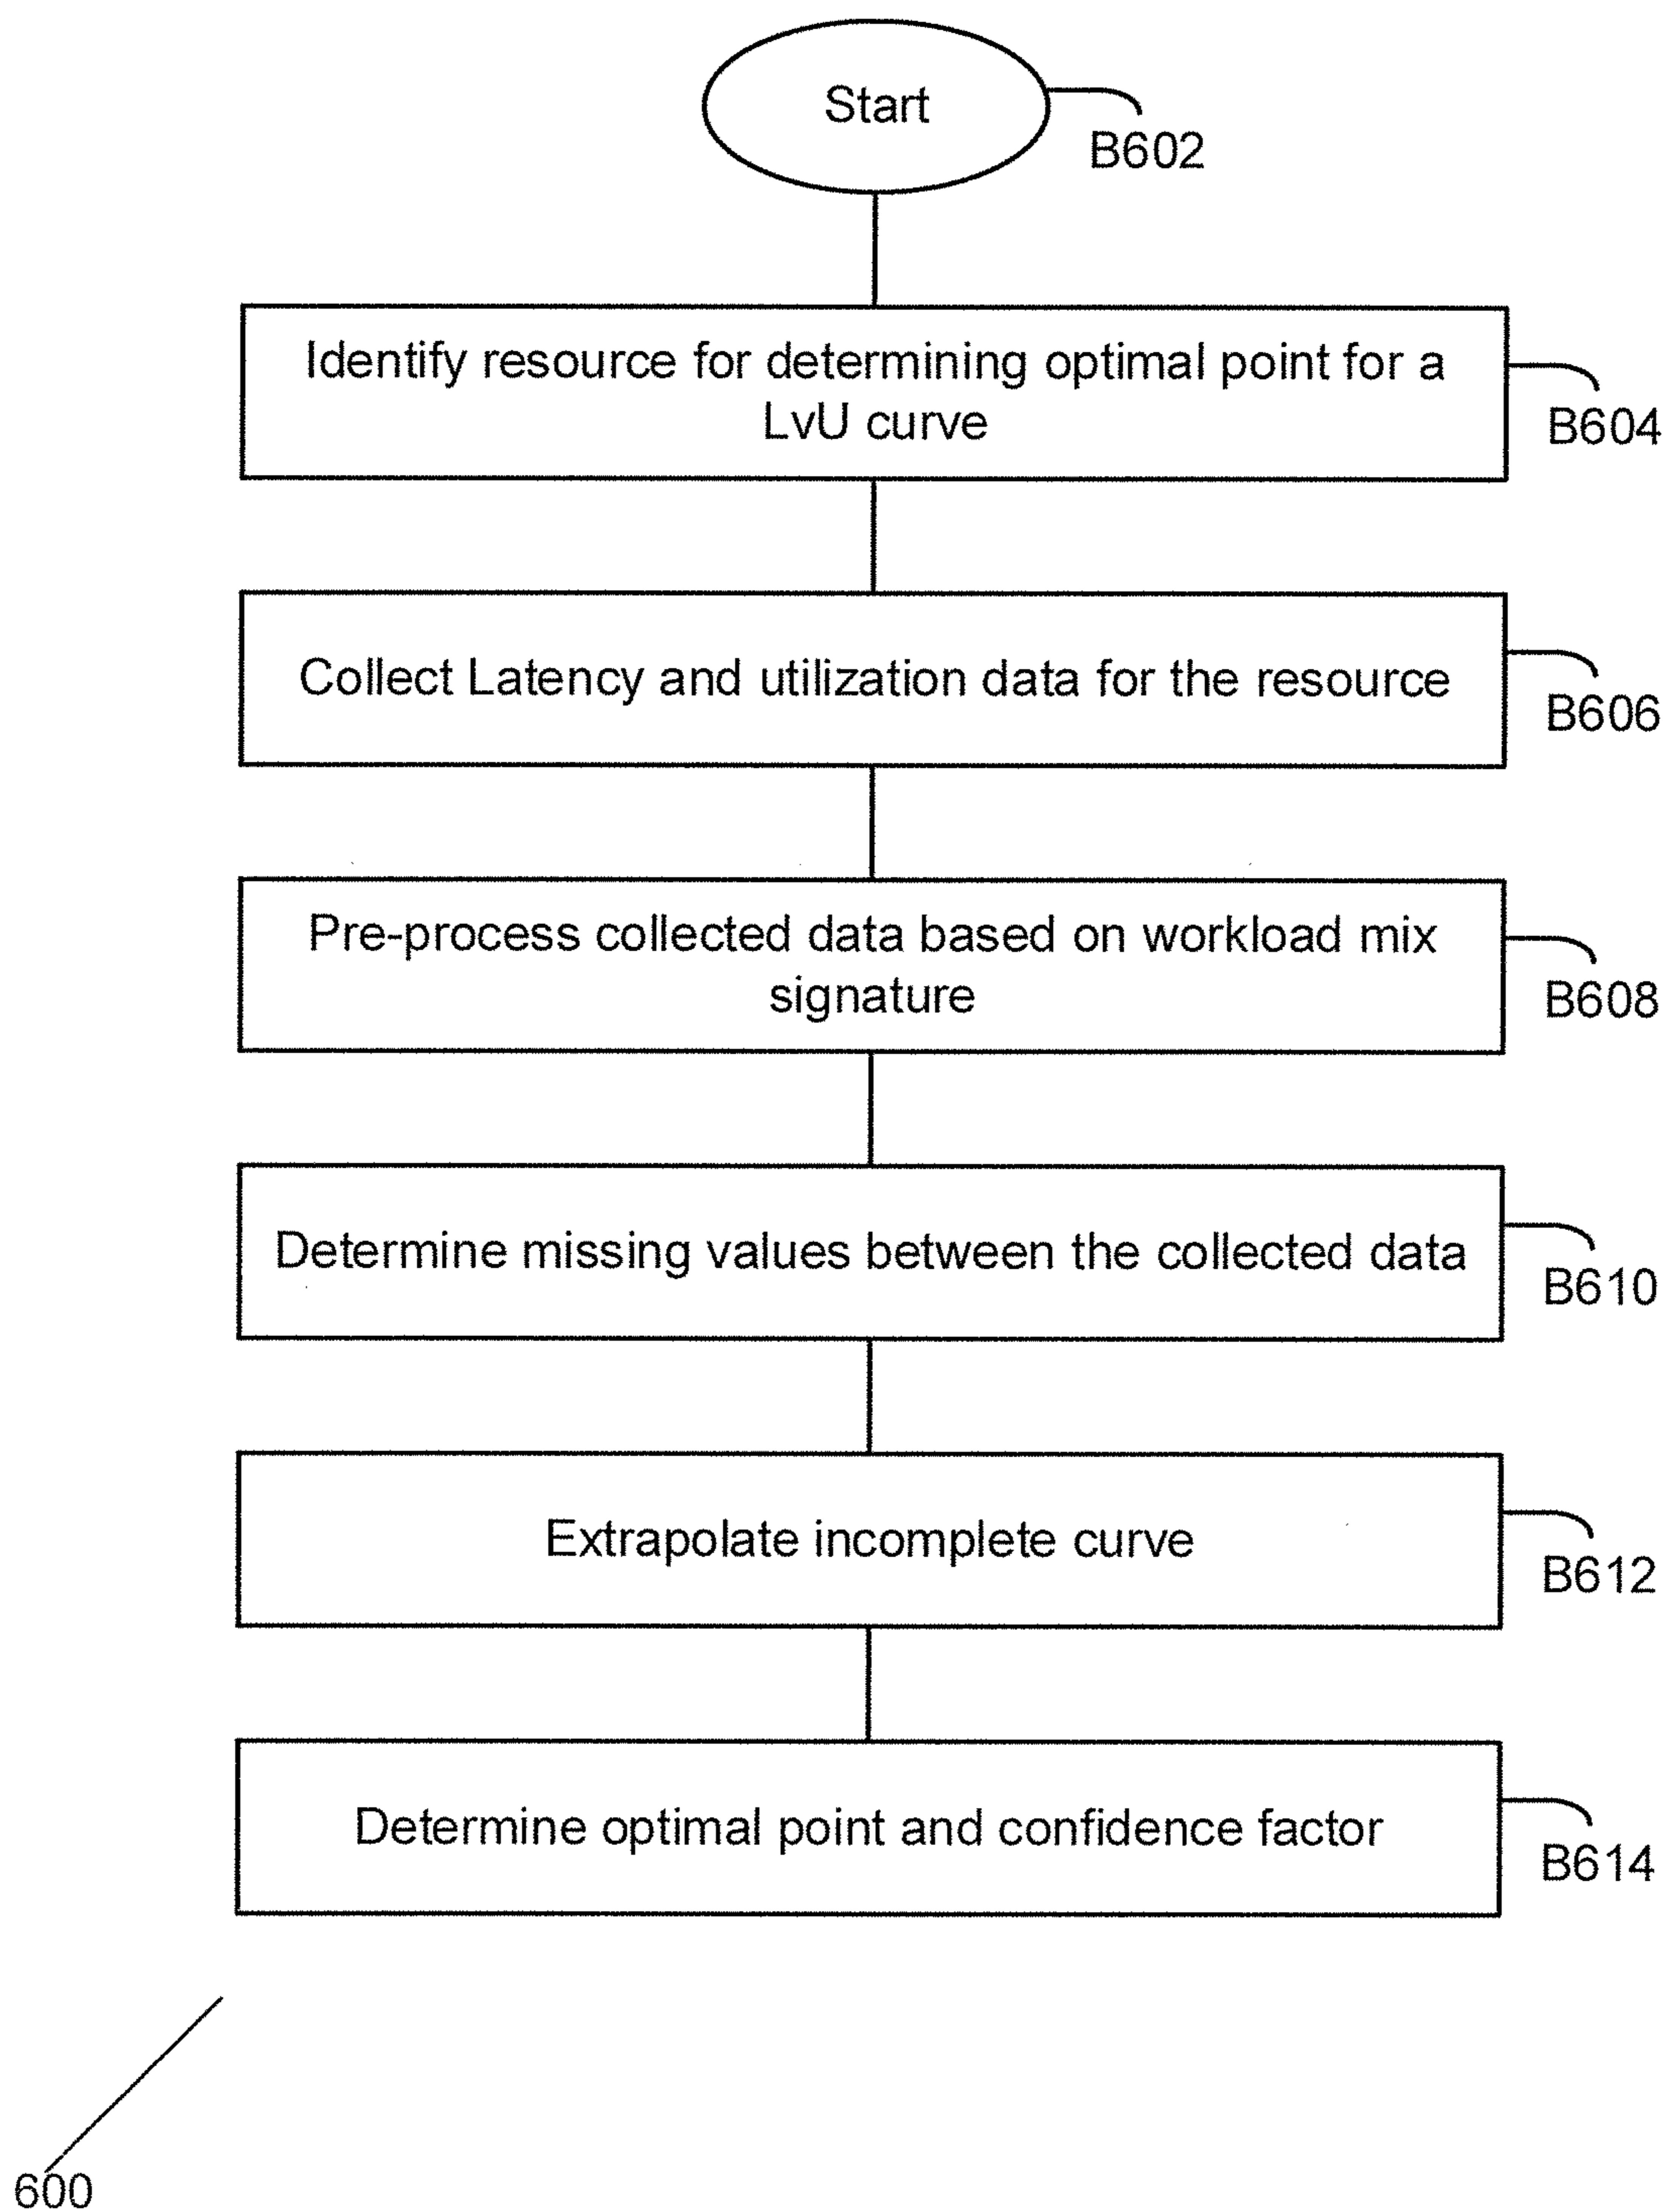 Start
B602
Identify resource for determining optimal point for a
LvU curve
B604
Collect Latency and utilization data for the resource
B606
Pre-process collected data based on workload mix
signature
B608
Determine missing values between the collected data
B610
Extrapolate incomplete curve
B612
Determine optimal point and confidence factor
B614
600